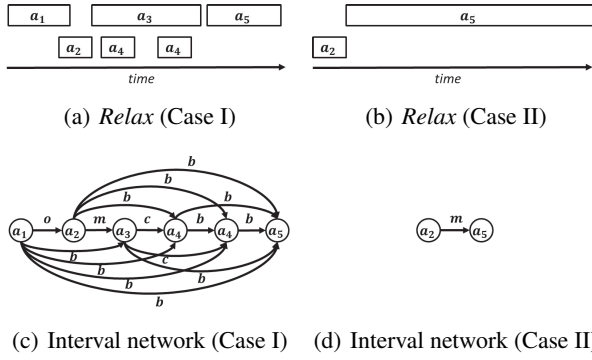 a₁ a₃ a₅ a₅
a₂ a₄ a₄ a₂
time time
(a) Relax (Case I) (b) Relax (Case II)
b
b
b b
a₁ o a₂ m a₃ c a₄ b a₄ b a₅ a₂ m a₅
b c
b
b
b
(c) Interval network (Case I) (d) Interval network (Case II)